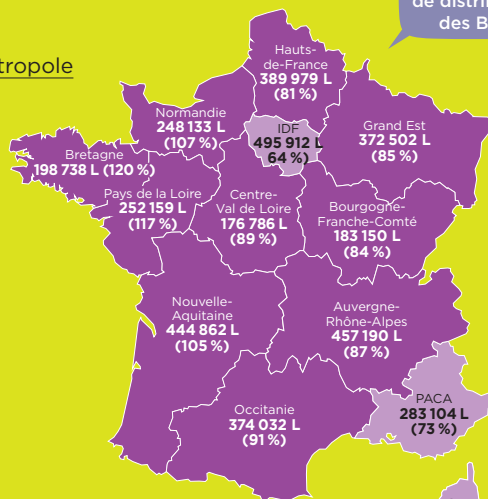 de distri
des B
tropole
Hauts-
de-France
389 979 L
(81 %)
Normandie
248 133 L
(107 %)
IDF
495 912 L
64 %)
Grand Est
372 502 L
(85 %)
Bretagne
198 738 L (120 %)
Pays de la Loire
252 159 L
(117 %)
Centre-
Val de Loire
176 786 L
(89 %)
Bourgogne-
Franche-Comté
183 150 L
(84 %)
Nouvelle-
Aquitaine
444 862 L
(105 %)
Auvergne-
Rhône-Alpes
457 190 L
(87 %)
PACA
283 104 L
(73 %)
Occitanie
374 032 L
(91 %)